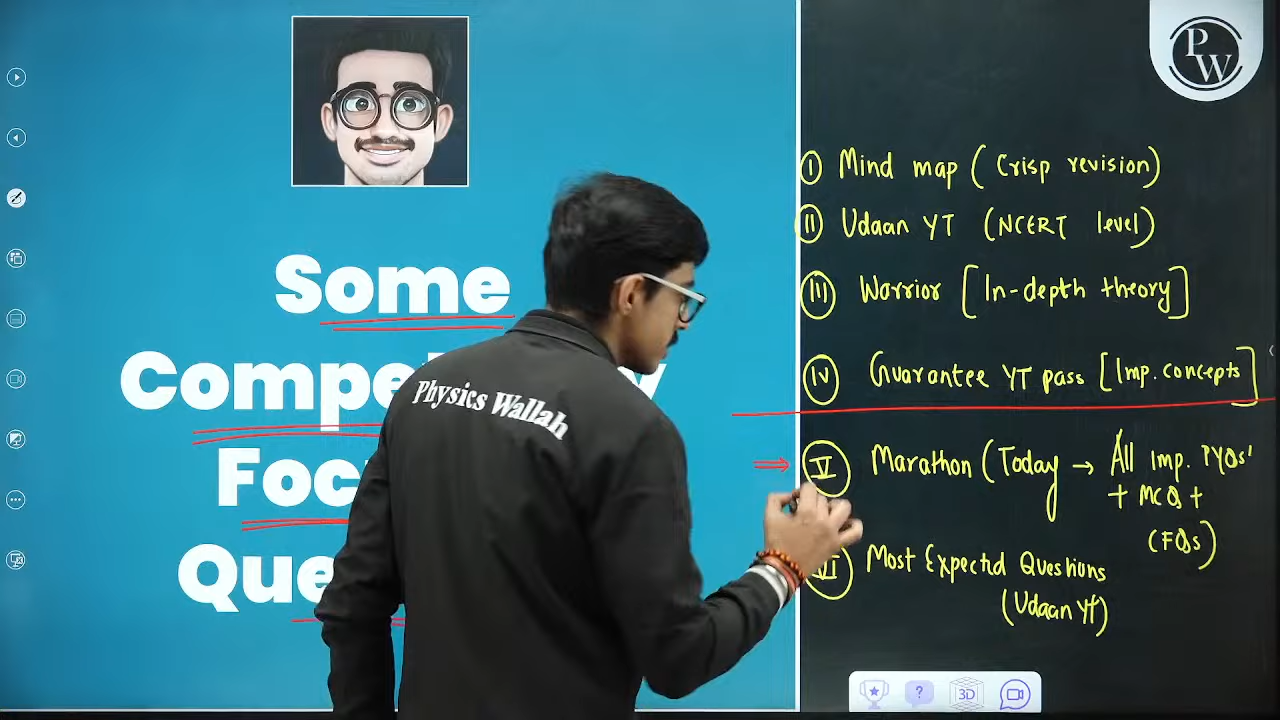 Some
Compe
Foc
Que
Physics Wallah
PW
I Mind map (Crisp revision)
II Udaan YT (NCERT level)
III Warrior [In-depth theory]
IV Guarantee YT pass [Imp. concepts]
V Marathon (Today → All Imp. PYQs'
+ MCQ +
CFQs)
VI Most Expected Questions
(Udaan YT)
3D
?